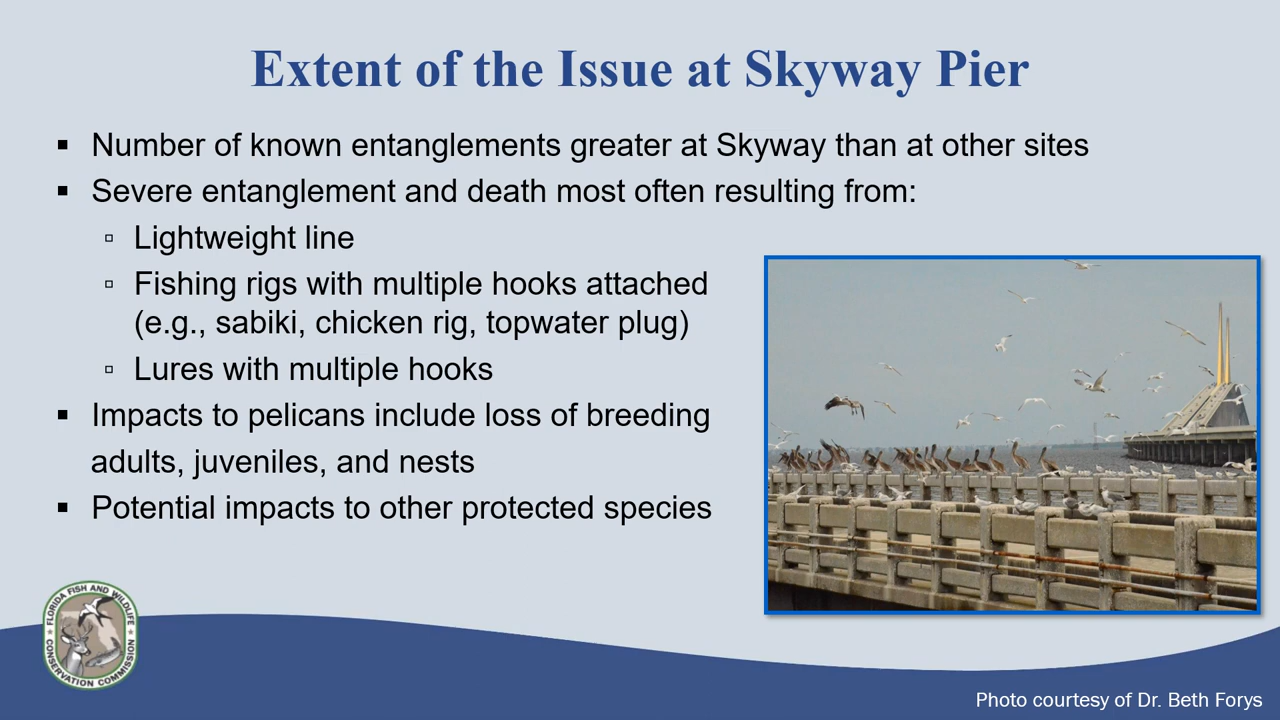 Extent of the Issue at Skyway Pier
▪ Number of known entanglements greater at Skyway than at other sites
▪ Severe entanglement and death most often resulting from:
▫ Lightweight line
▫ Fishing rigs with multiple hooks attached
(e.g., sabiki, chicken rig, topwater plug)
▫ Lures with multiple hooks
▪ Impacts to pelicans include loss of breeding
adults, juveniles, and nests
▪ Potential impacts to other protected species
FLORIDA FISH AND WILDLIFE
CONSERVATION COMMISSION
Photo courtesy of Dr. Beth Forys